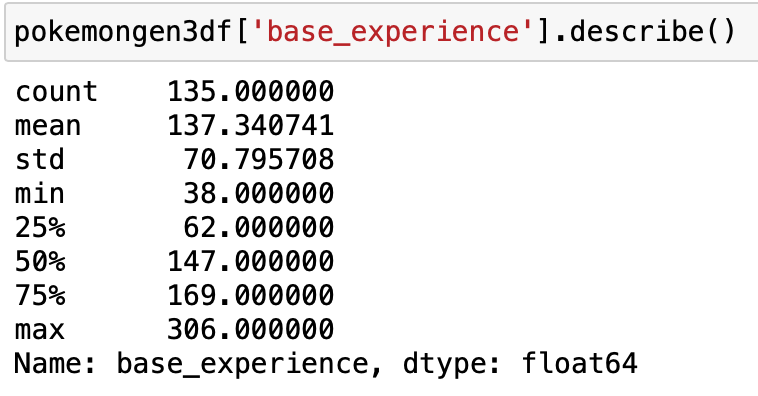 pokemongen3df['base_experience'].describe()
count    135.000000
mean     137.340741
std       70.795708
min       38.000000
25%       62.000000
50%      147.000000
75%      169.000000
max      306.000000
Name: base_experience, dtype: float64